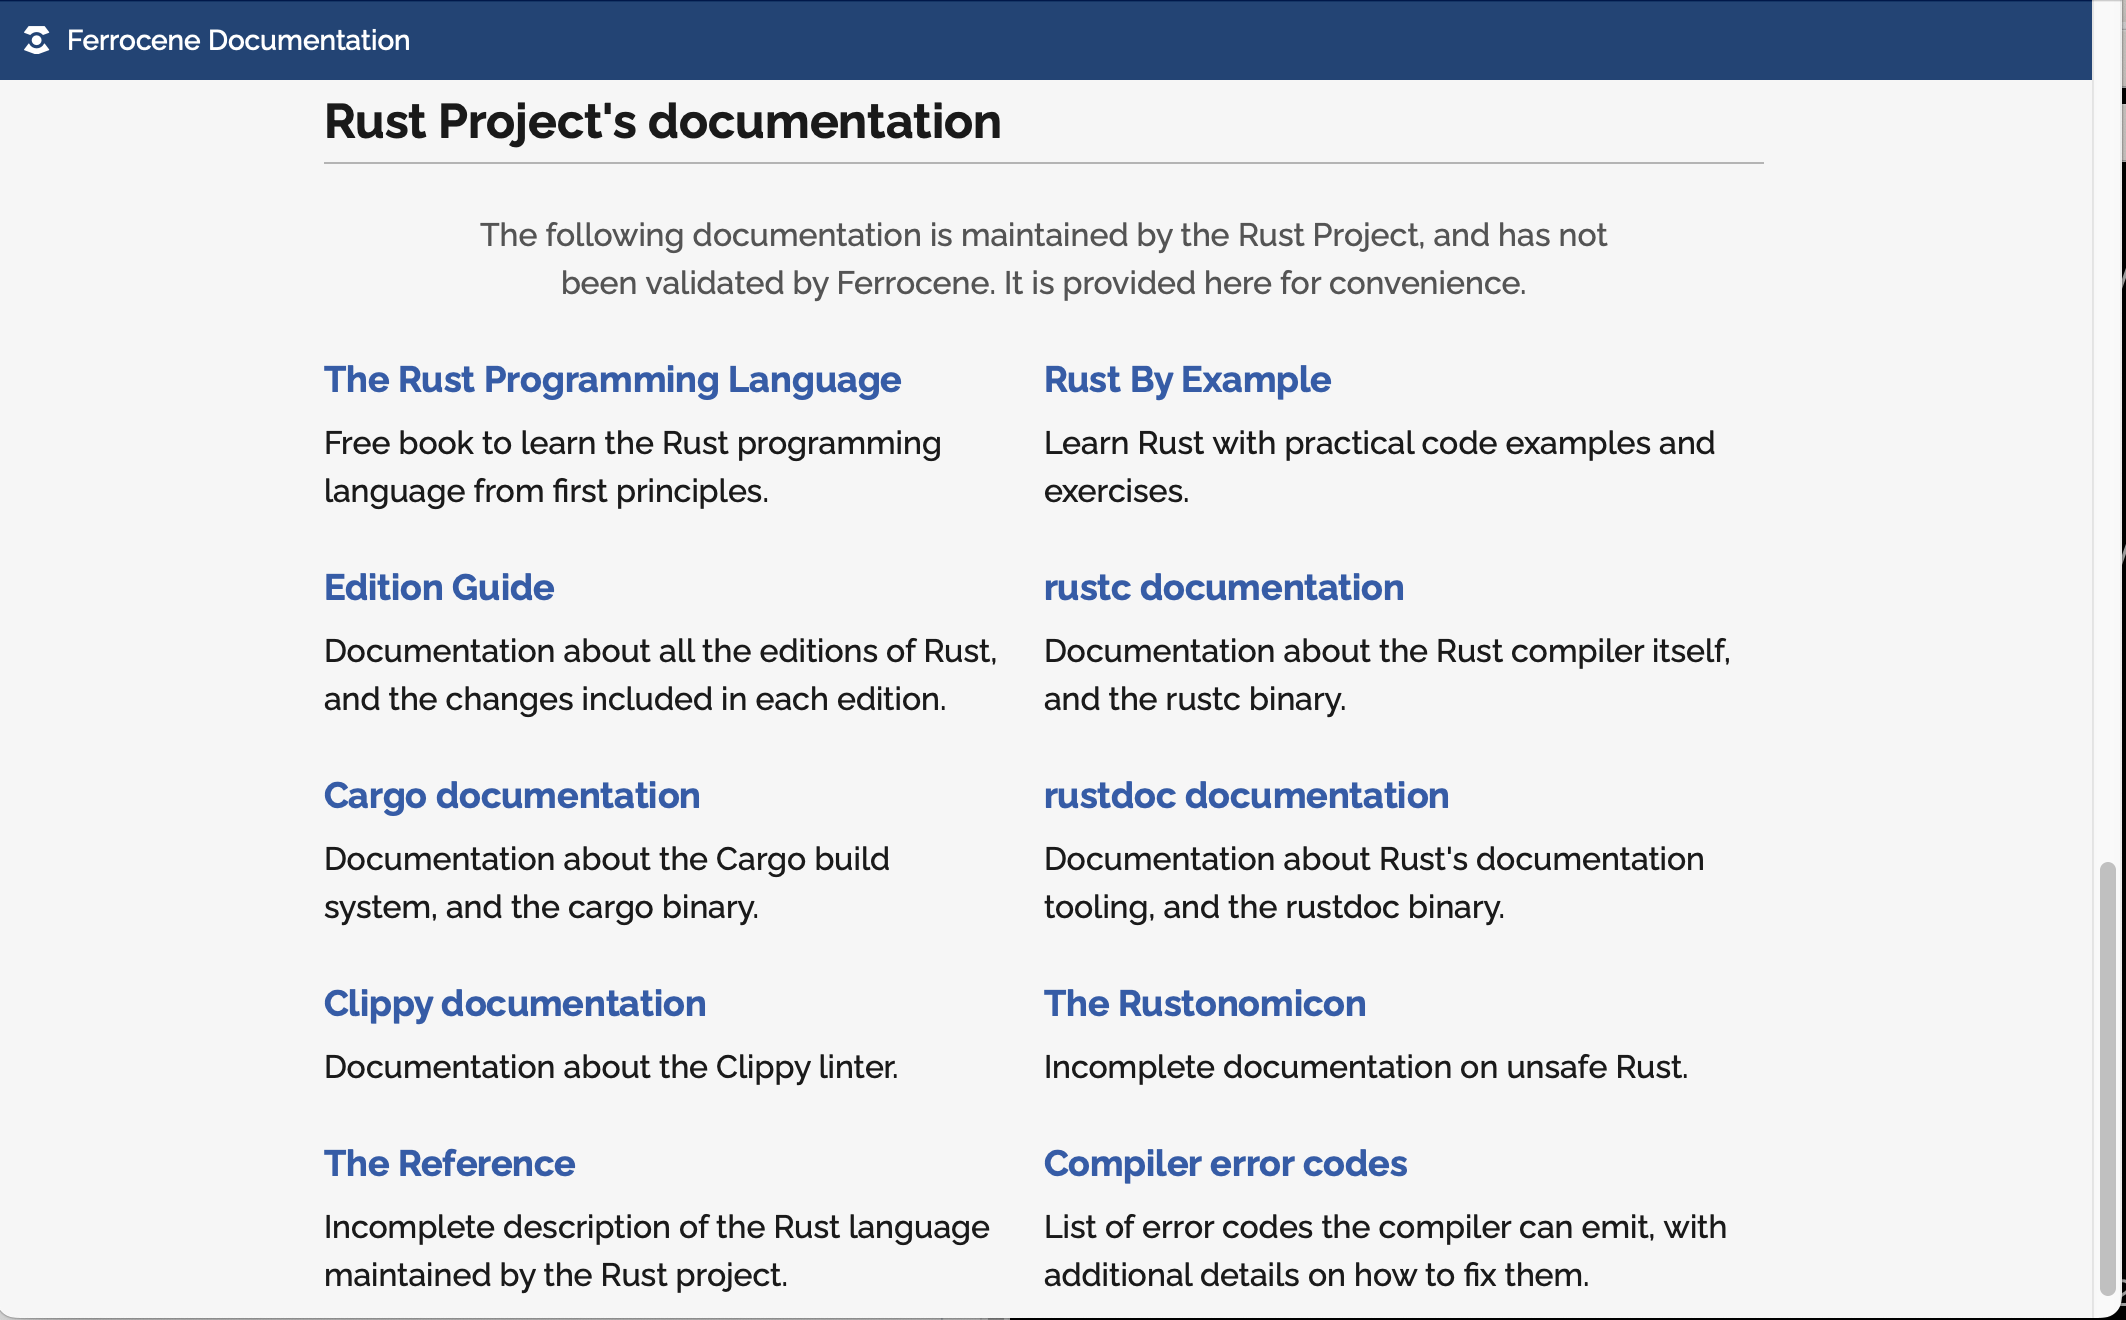 Ferrocene Documentation
Rust Project's documentation
The following documentation is maintained by the Rust Project, and has not
been validated by Ferrocene. It is provided here for convenience.
The Rust Programming Language
Free book to learn the Rust programming
language from first principles.
Rust By Example
Learn Rust with practical code examples and
exercises.
Edition Guide
Documentation about all the editions of Rust,
and the changes included in each edition.
rustc documentation
Documentation about the Rust compiler itself,
and the rustc binary.
Cargo documentation
Documentation about the Cargo build
system, and the cargo binary.
rustdoc documentation
Documentation about Rust's documentation
tooling, and the rustdoc binary.
Clippy documentation
Documentation about the Clippy linter.
The Rustonomicon
Incomplete documentation on unsafe Rust.
The Reference
Incomplete description of the Rust language
maintained by the Rust project.
Compiler error codes
List of error codes the compiler can emit, with
additional details on how to fix them.